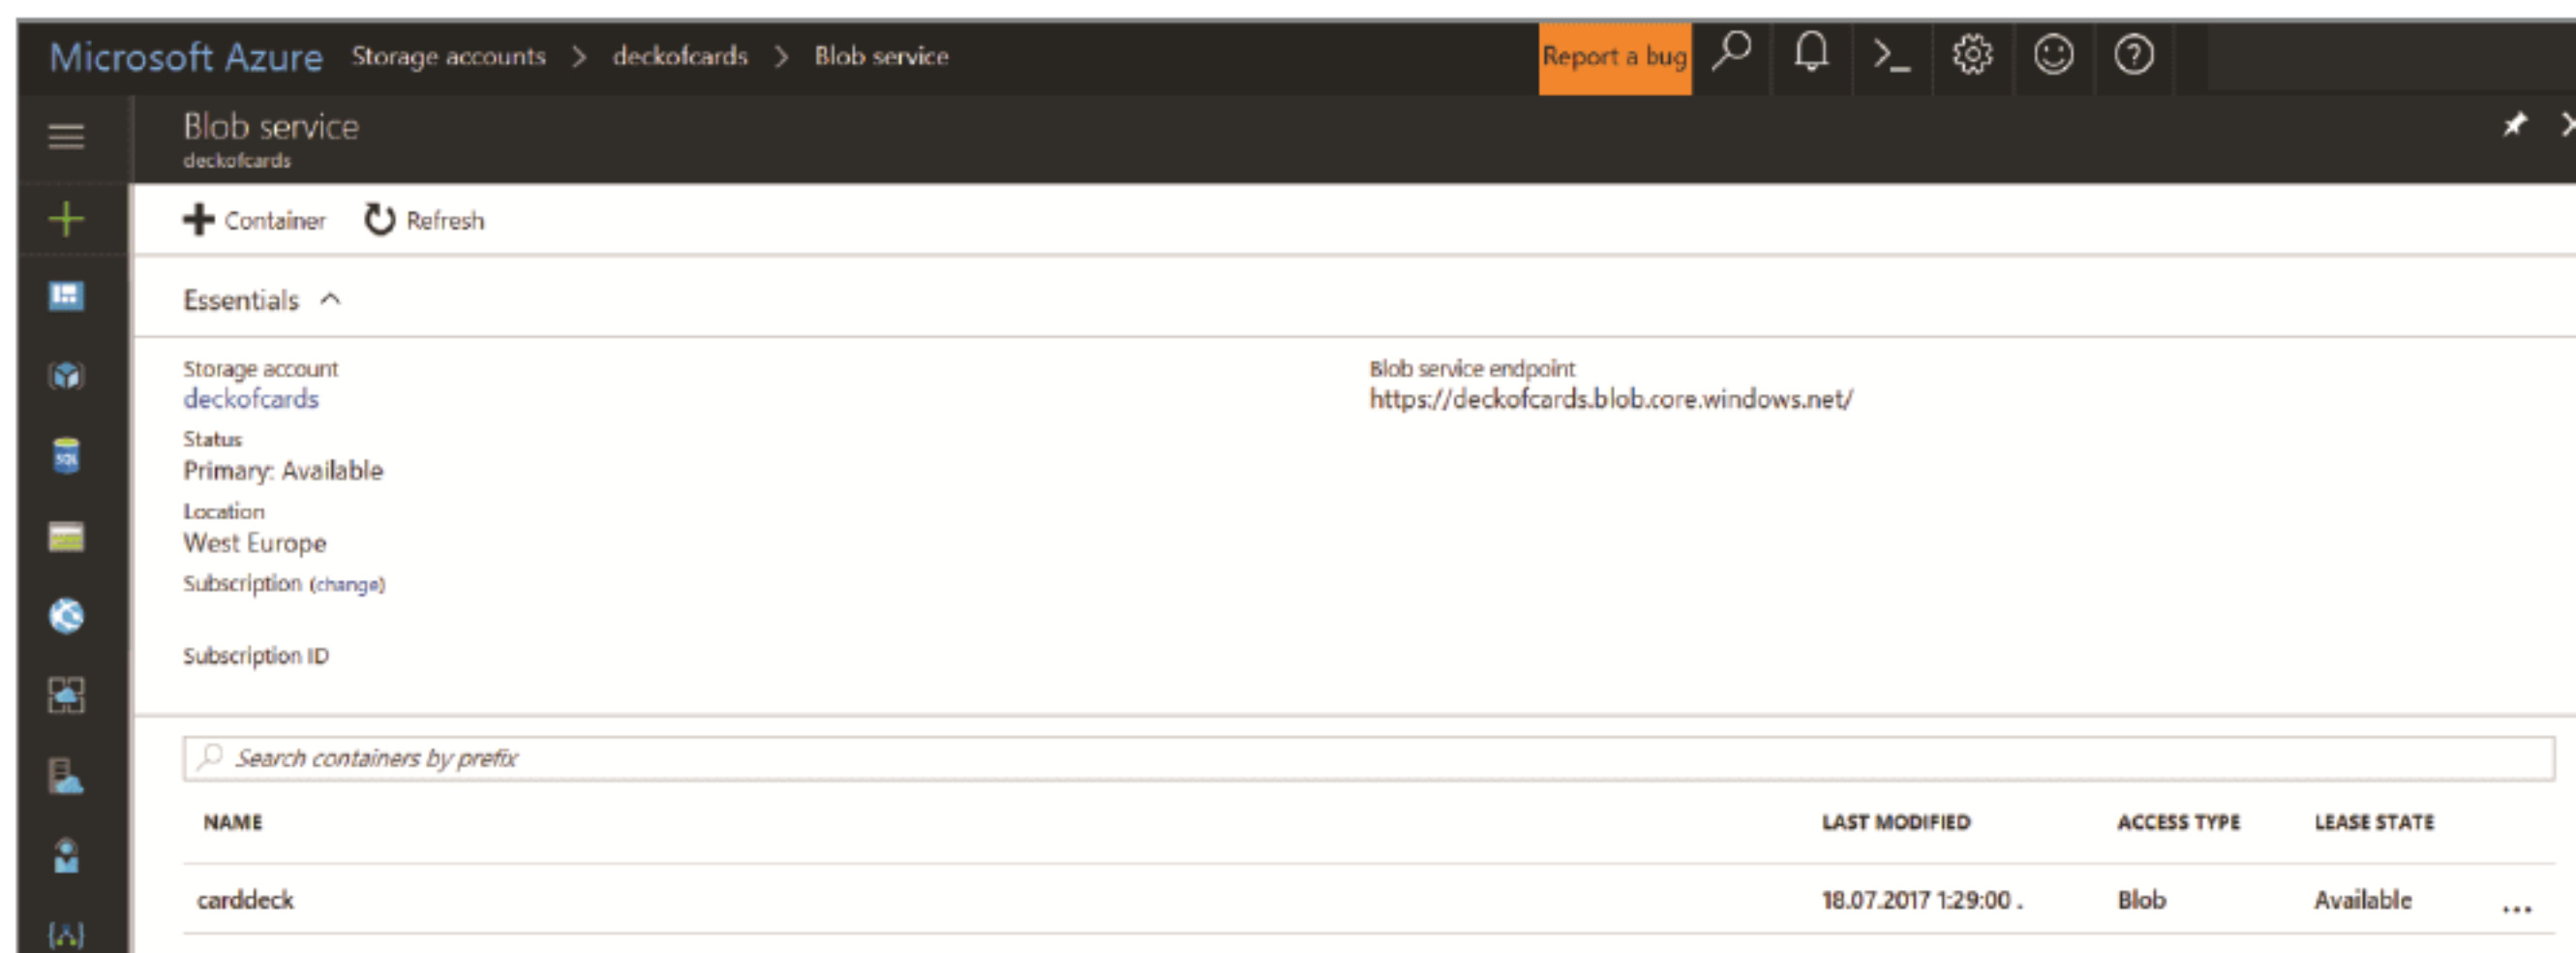 Microsoft Azure Storage accounts > deckofcards > Blob service Report a bug
Blob service
deckofcards
Container Refresh
Essentials
Storage account
deckofcards
Blob service endpoint
https://deckofcards.blob.core.windows.net/
Status
Primary: Available
Location
West Europe
Subscription (change)
Subscription ID
Search containers by prefix
NAME LAST MODIFIED ACCESS TYPE LEASE STATE
carddeck 18.07.2017 1:29:00 . Blob Available ...